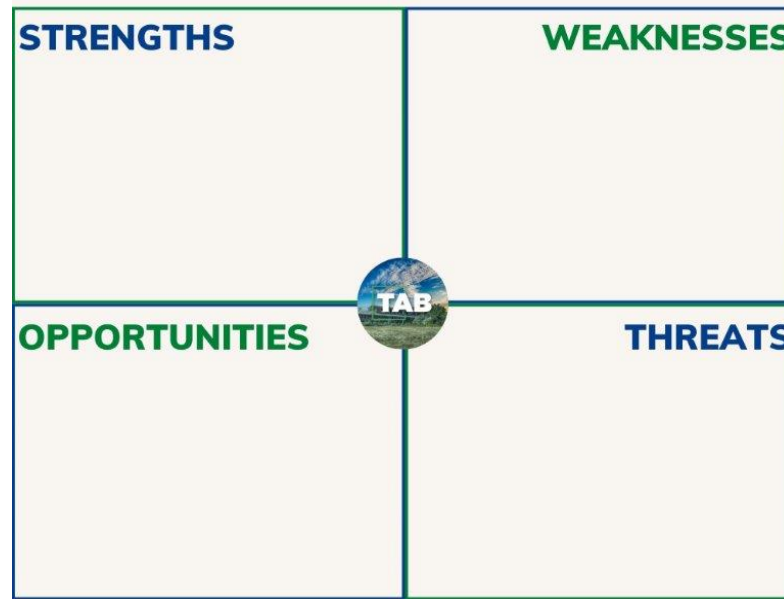 STRENGTHS
WEAKNESSES
TAB
OPPORTUNITIES
THREATS